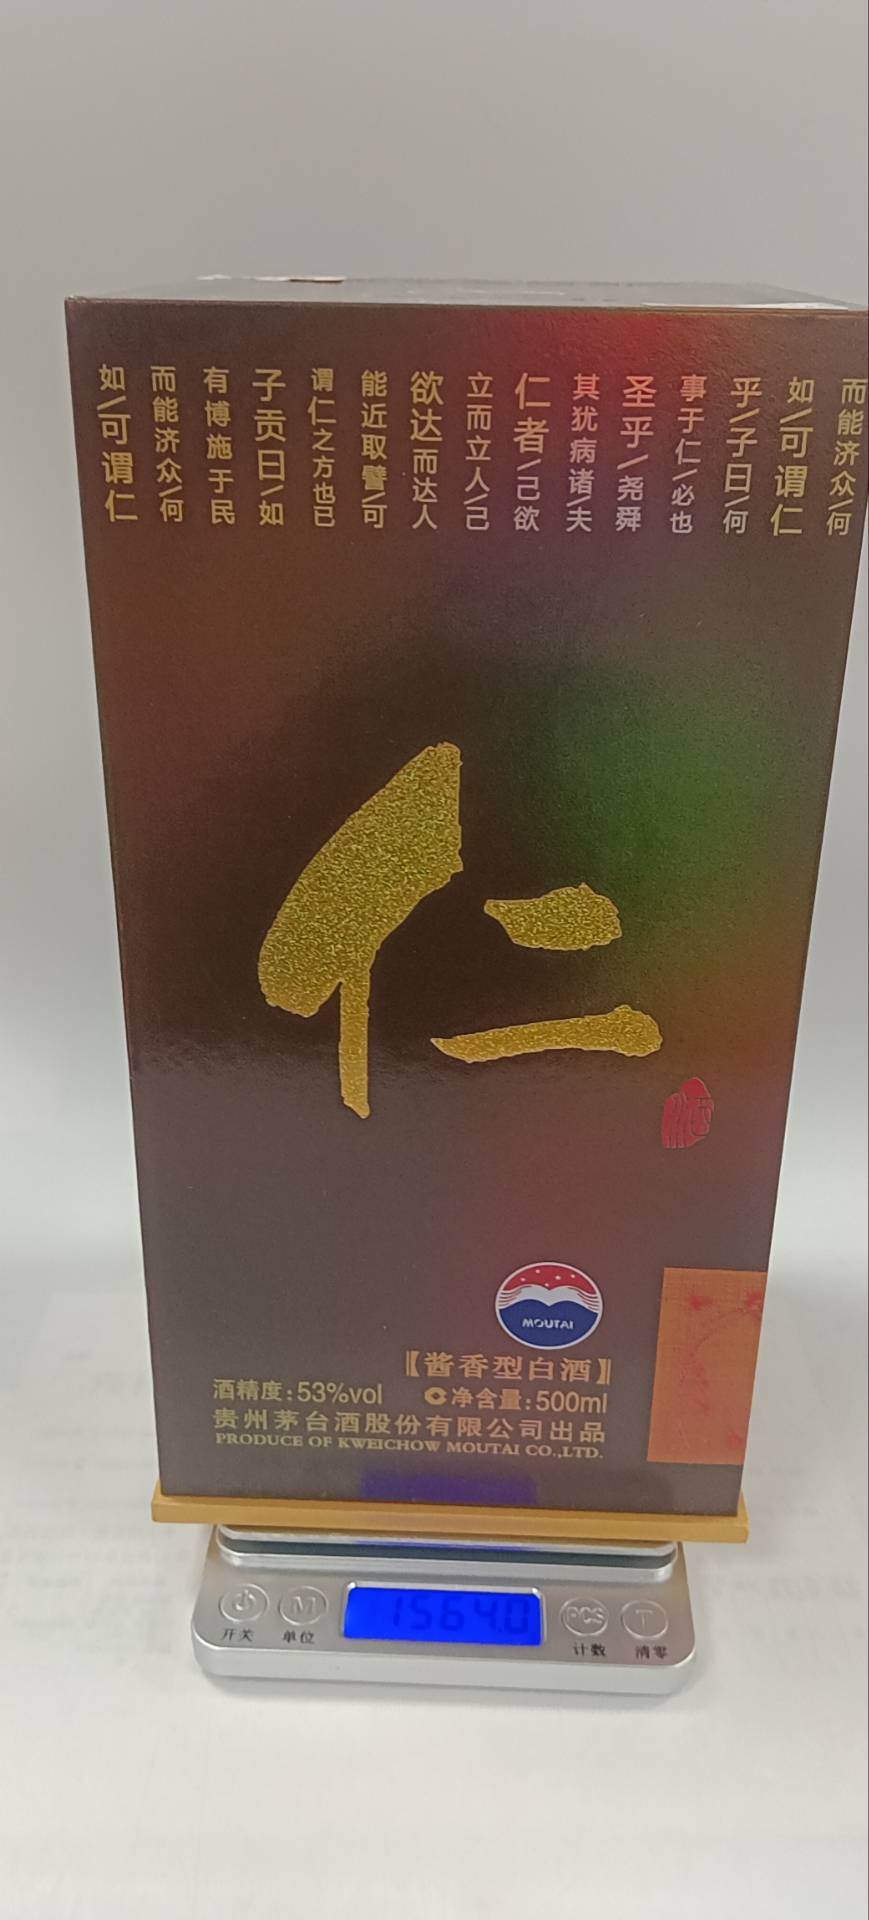 如\可谓仁
而能济众\何
有博施于民
子贡曰\如
谓仁之方也已
能近取譬\可
欲达而达人
立而立人\己
仁者\己欲
其犹病诸\夫
圣乎\尧舜
事于仁\必也
乎\子曰\何
如\可谓仁
而能济众\何
仁
酒
MOUTAI
【酱香型白酒】
酒精度:53%vol 净含量:500ml
贵州茅台酒股份有限公司出品
PRODUCE OF KWEICHOW MOUTAI CO.,LTD.
M 1564.0 PCS T
开关 单位 计数 清零